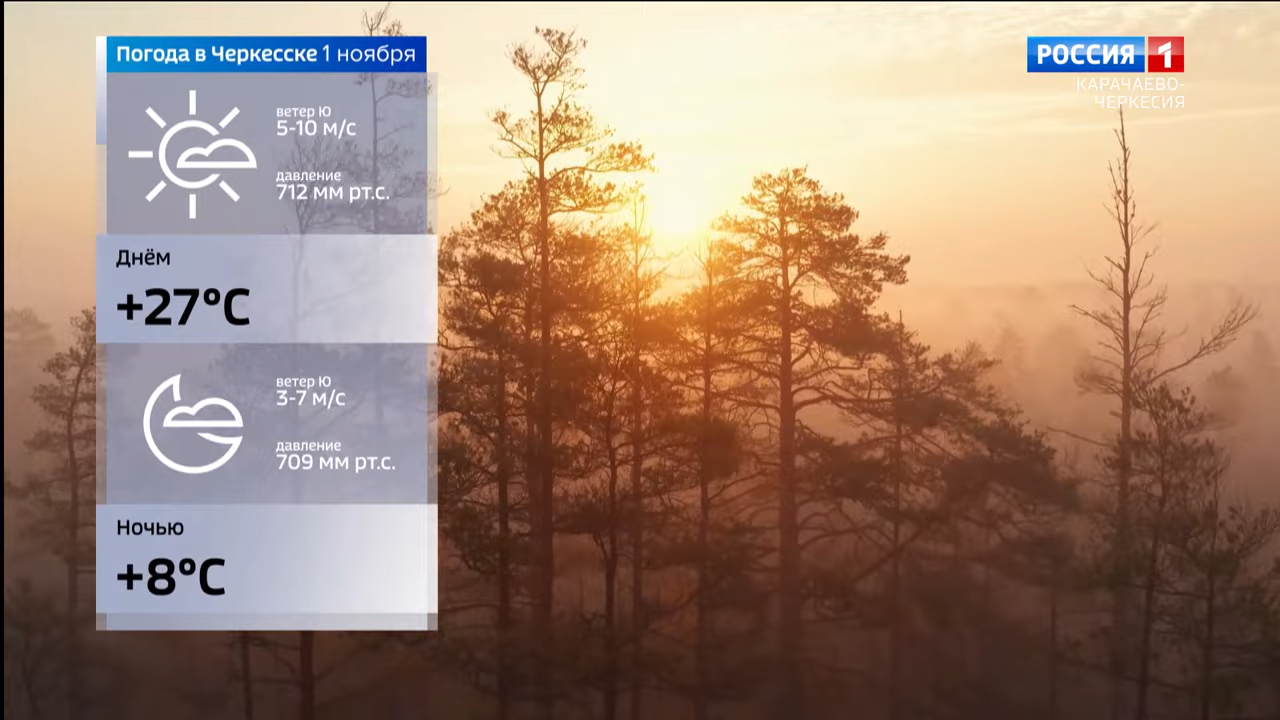 Погода в Черкесске 1 ноября
РОССИЯ 1
КАРАЧАЕВО-
ЧЕРКЕСИЯ
ветер Ю
5-10 м/с
давление
712 мм рт.с.
Днём
+27°C
ветер Ю
3-7 м/с
давление
709 мм рт.с.
Ночью
+8°C